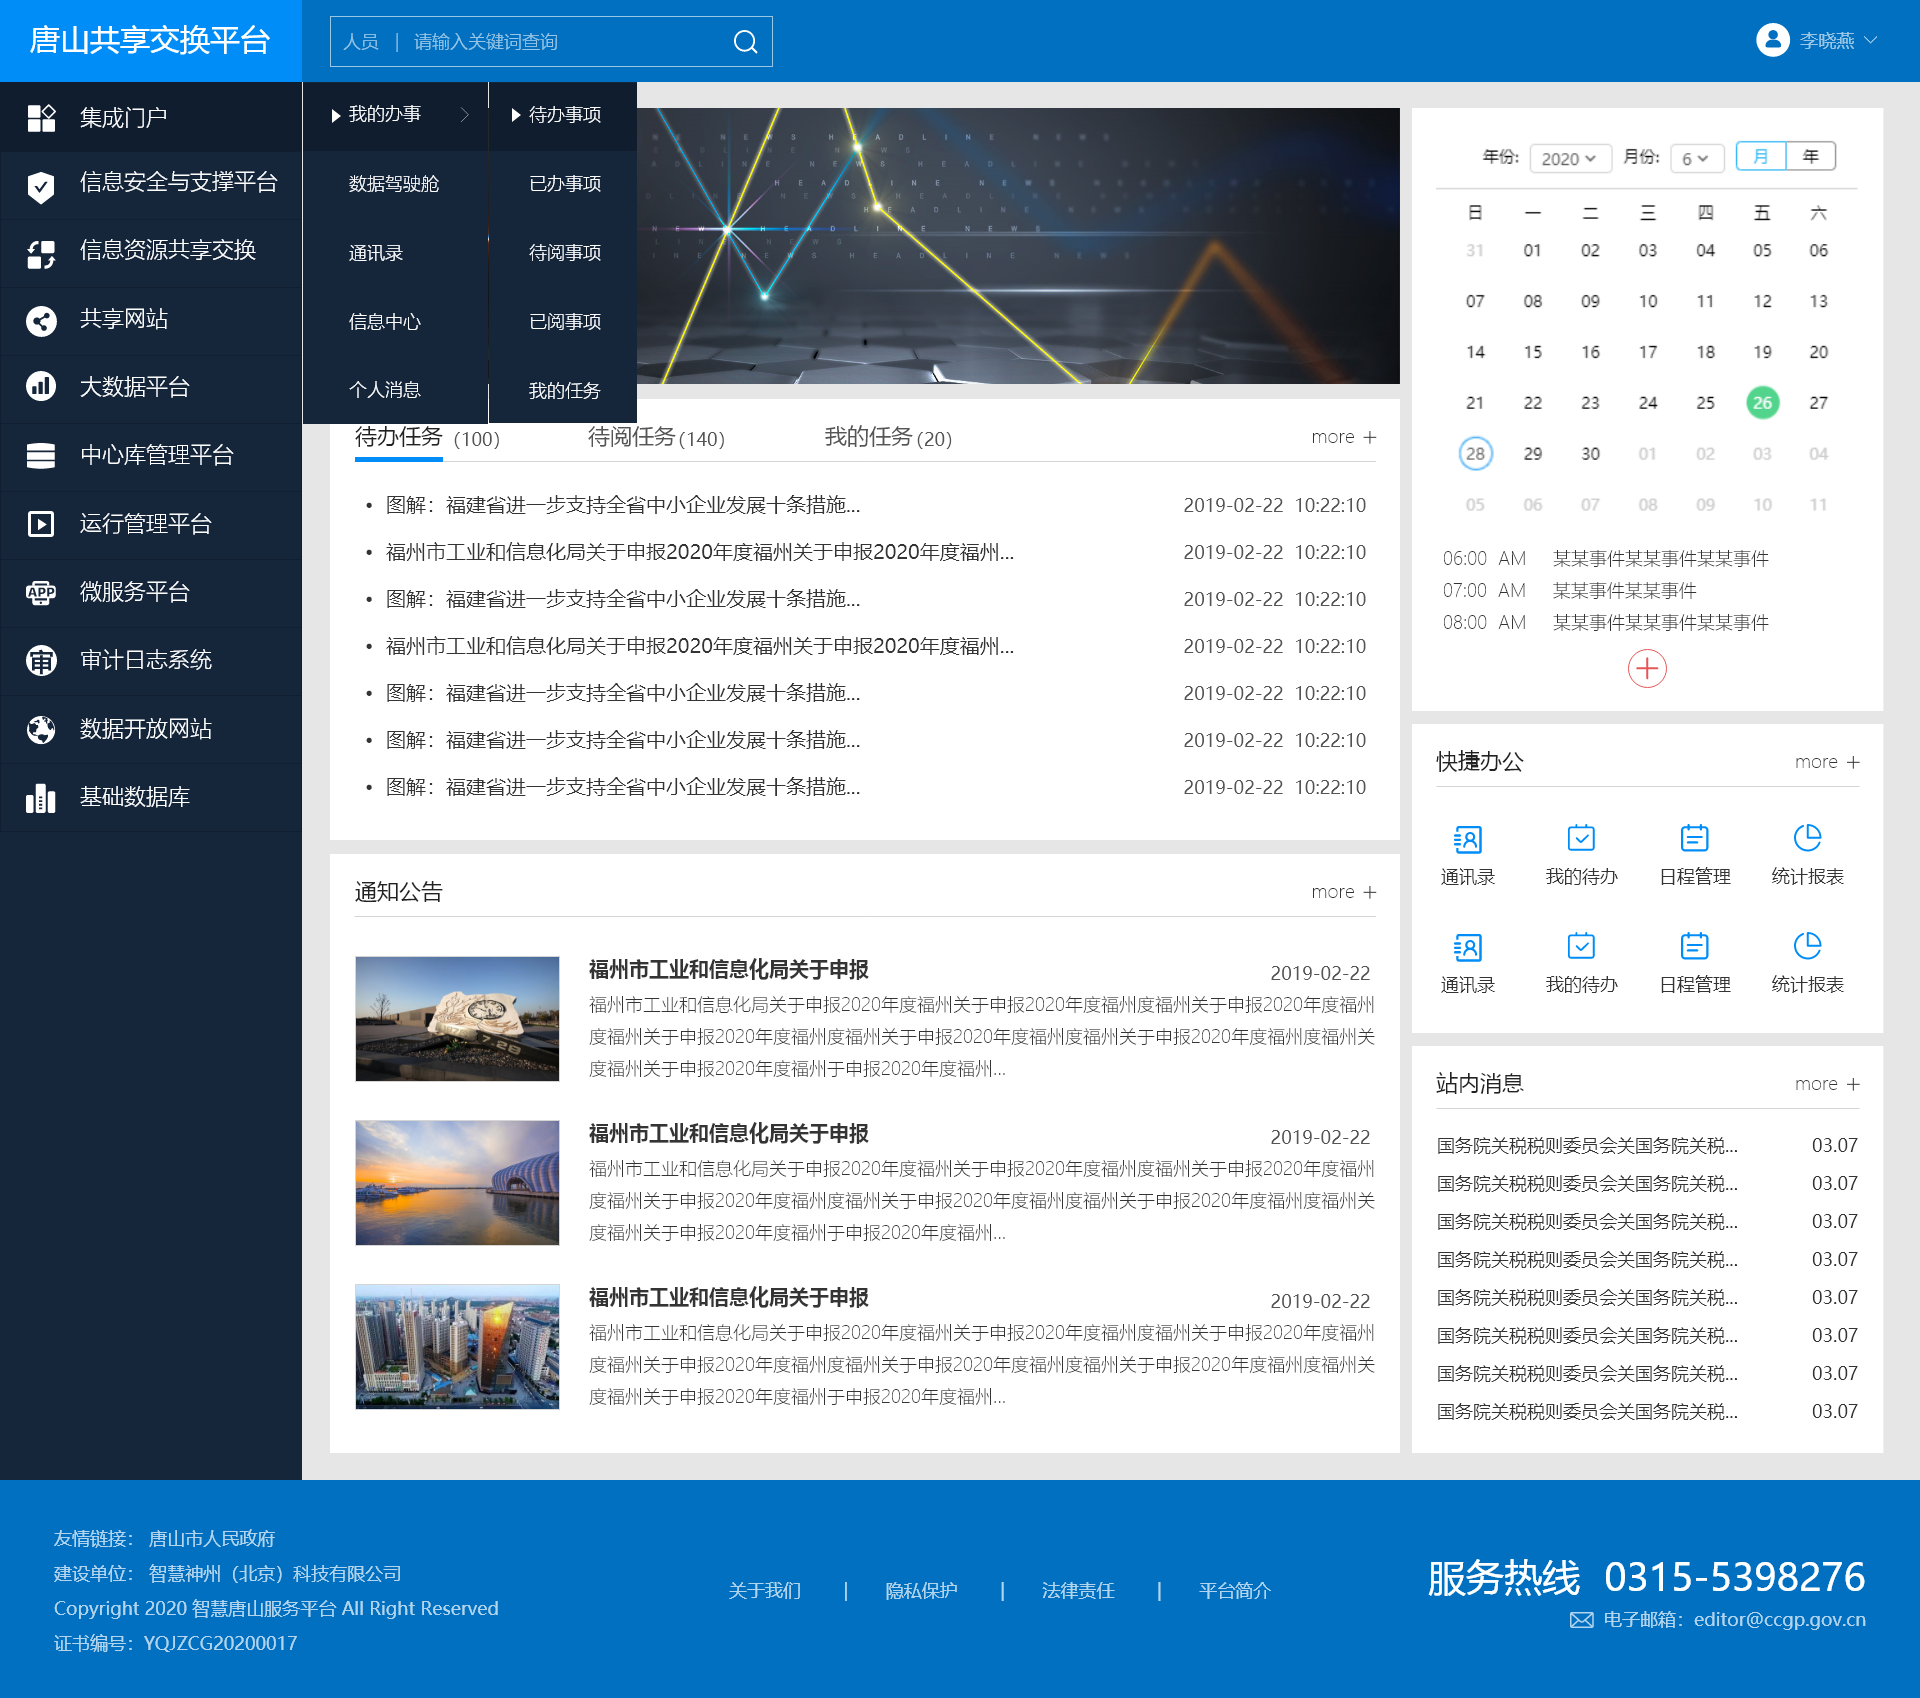 唐山共享交换平台
人员 | 请输入关键词查询
李晓燕
集成门户
信息安全与支撑平台
信息资源共享交换
共享网站
大数据平台
中心库管理平台
运行管理平台
APP 微服务平台
审计日志系统
数据开放网站
基础数据库
我的办事
数据驾驶舱
通讯录
信息中心
个人消息
待办事项
已办事项
待阅事项
已阅事项
我的任务
NEWS HEADLINE NEWS
HEADLINE NEWS
HEADLINE NEWS
NEWS HEADLINE NEWS
NEWS HEADLINE NEWS
待办任务 (100) 待阅任务(140) 我的任务(20) more +
• 图解：福建省进一步支持全省中小企业发展十条措施... 2019-02-22 10:22:10
• 福州市工业和信息化局关于申报2020年度福州关于申报2020年度福州... 2019-02-22 10:22:10
• 图解：福建省进一步支持全省中小企业发展十条措施... 2019-02-22 10:22:10
• 福州市工业和信息化局关于申报2020年度福州关于申报2020年度福州... 2019-02-22 10:22:10
• 图解：福建省进一步支持全省中小企业发展十条措施... 2019-02-22 10:22:10
• 图解：福建省进一步支持全省中小企业发展十条措施... 2019-02-22 10:22:10
• 图解：福建省进一步支持全省中小企业发展十条措施... 2019-02-22 10:22:10
通知公告 more +
福州市工业和信息化局关于申报 2019-02-22
福州市工业和信息化局关于申报2020年度福州关于申报2020年度福州度福州关于申报2020年度福州
度福州关于申报2020年度福州度福州关于申报2020年度福州度福州关于申报2020年度福州度福州关
度福州关于申报2020年度福州于申报2020年度福州...
福州市工业和信息化局关于申报 2019-02-22
福州市工业和信息化局关于申报2020年度福州关于申报2020年度福州度福州关于申报2020年度福州
度福州关于申报2020年度福州度福州关于申报2020年度福州度福州关于申报2020年度福州度福州关
度福州关于申报2020年度福州于申报2020年度福州...
福州市工业和信息化局关于申报 2019-02-22
福州市工业和信息化局关于申报2020年度福州关于申报2020年度福州度福州关于申报2020年度福州
度福州关于申报2020年度福州度福州关于申报2020年度福州度福州关于申报2020年度福州度福州关
度福州关于申报2020年度福州于申报2020年度福州...
年份: 2020 月份: 6 月 年
日 一 二 三 四 五 六
31 01 02 03 04 05 06
07 08 09 10 11 12 13
14 15 16 17 18 19 20
21 22 23 24 25 26 27
28 29 30 01 02 03 04
05 06 07 08 09 10 11
06:00 AM 某某事件某某事件某某事件
07:00 AM 某某事件某某事件
08:00 AM 某某事件某某事件某某事件
快捷办公 more +
通讯录 我的待办 日程管理 统计报表
通讯录 我的待办 日程管理 统计报表
站内消息 more +
国务院关税税则委员会关国务院关税... 03.07
国务院关税税则委员会关国务院关税... 03.07
国务院关税税则委员会关国务院关税... 03.07
国务院关税税则委员会关国务院关税... 03.07
国务院关税税则委员会关国务院关税... 03.07
国务院关税税则委员会关国务院关税... 03.07
国务院关税税则委员会关国务院关税... 03.07
国务院关税税则委员会关国务院关税... 03.07
友情链接： 唐山市人民政府
建设单位： 智慧神州（北京）科技有限公司
Copyright 2020 智慧唐山服务平台 All Right Reserved
证书编号：YQJZCG20200017
关于我们 | 隐私保护 | 法律责任 | 平台简介
服务热线 0315-5398276
电子邮箱：editor@ccgp.gov.cn